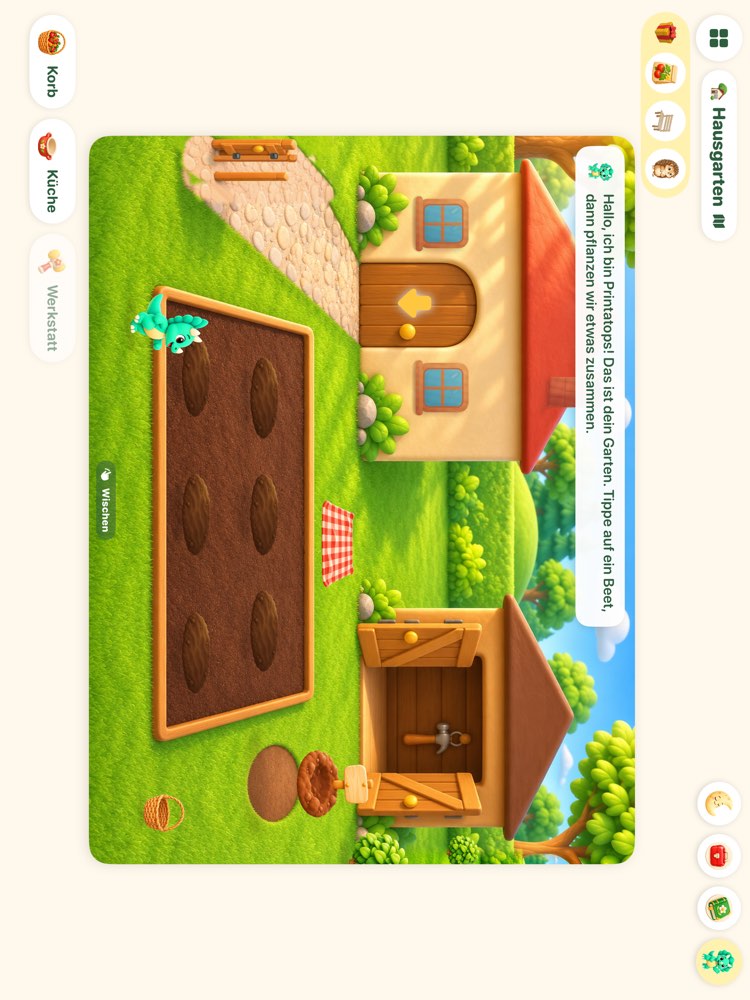 Hausgarten
Hallo, ich bin Printatops! Das ist dein Garten. Tippe auf ein Beet,
dann pflanzen wir etwas zusammen.
Wischen
Korb
Küche
Werkstatt